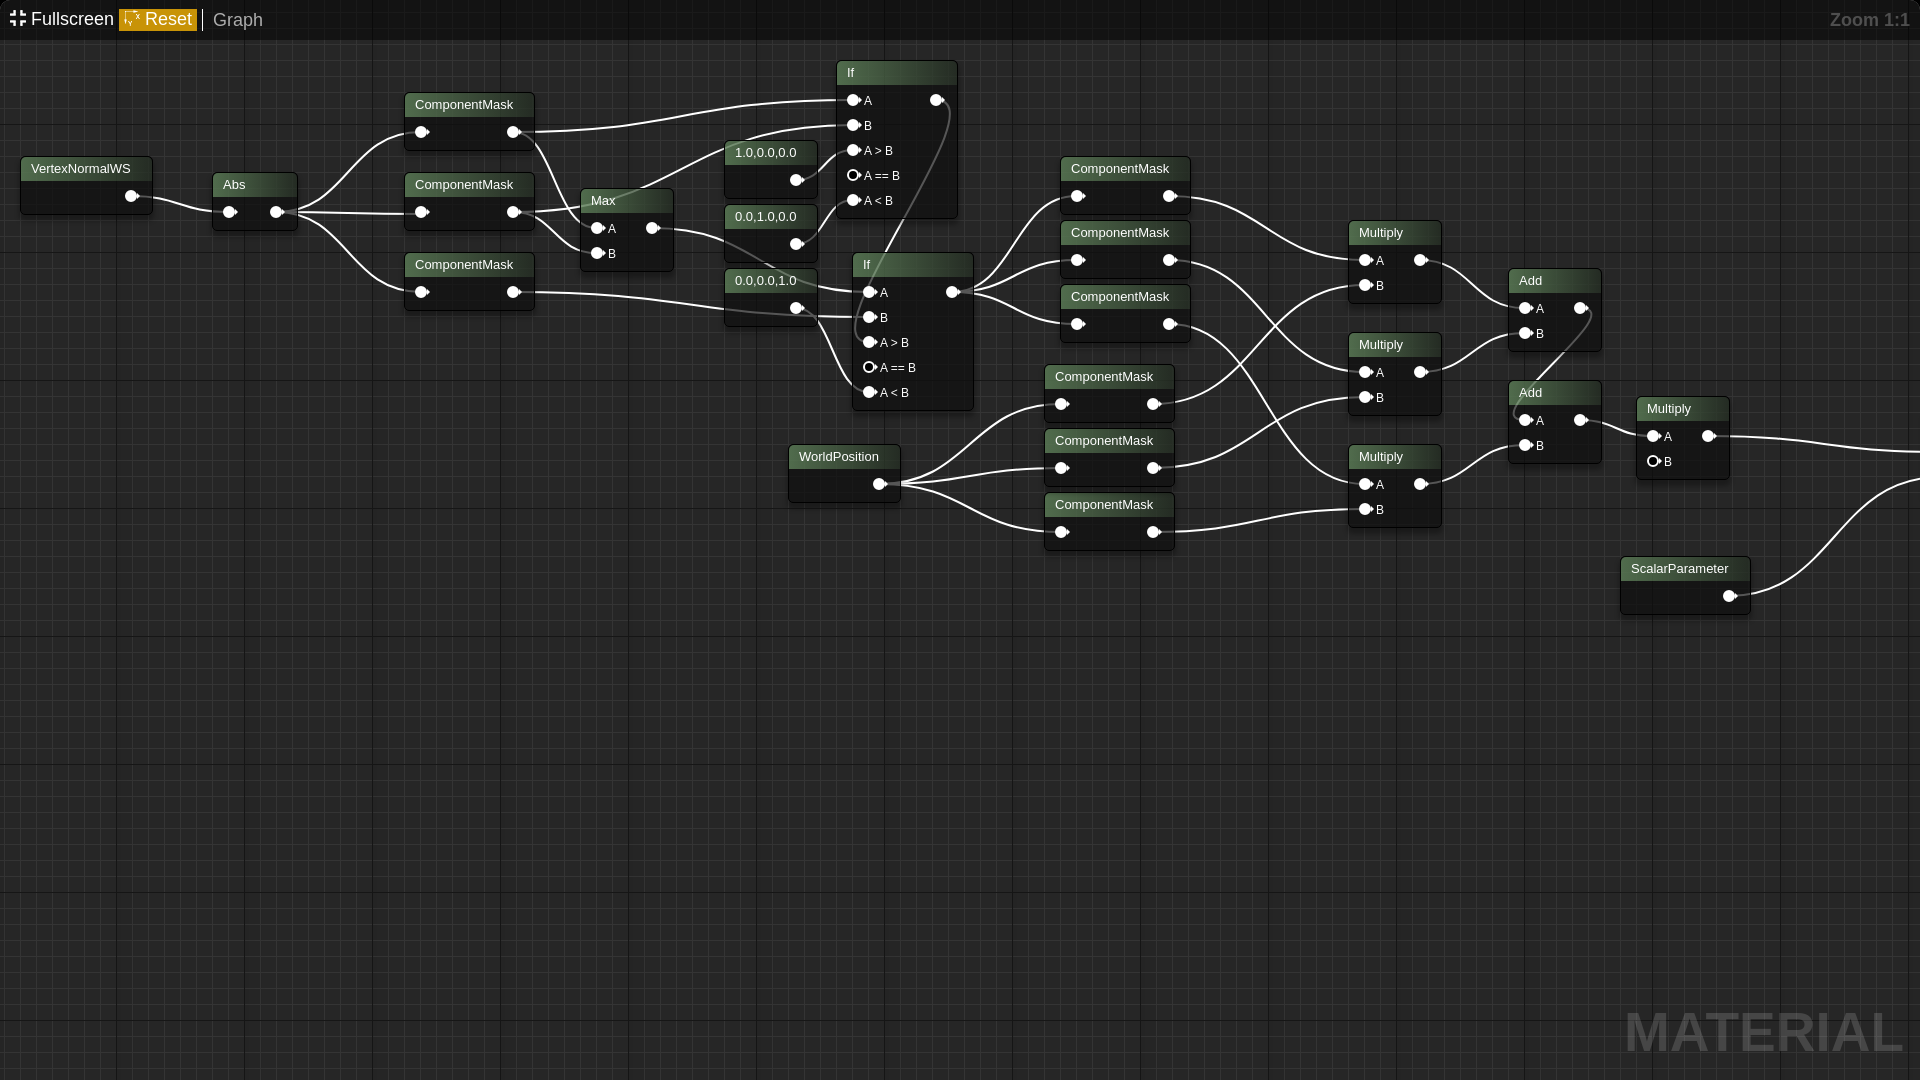 Fullscreen Reset Graph
Zoom 1:1
VertexNormalWS
Abs
ComponentMask
ComponentMask
ComponentMask
Max
A
B
1.0,0.0,0.0
0.0,1.0,0.0
0.0,0.0,1.0
If
A
B
A > B
A == B
A < B
If
A
B
A > B
A == B
A < B
WorldPosition
ComponentMask
ComponentMask
ComponentMask
ComponentMask
ComponentMask
ComponentMask
Multiply
A
B
Multiply
A
B
Multiply
A
B
Add
A
B
Add
A
B
Multiply
A
B
ScalarParameter
MATERIAL